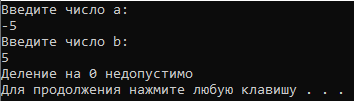 Введите число a:
-5
Введите число b:
5
Деление на 0 недопустимо
Для продолжения нажмите любую клавишу . . .